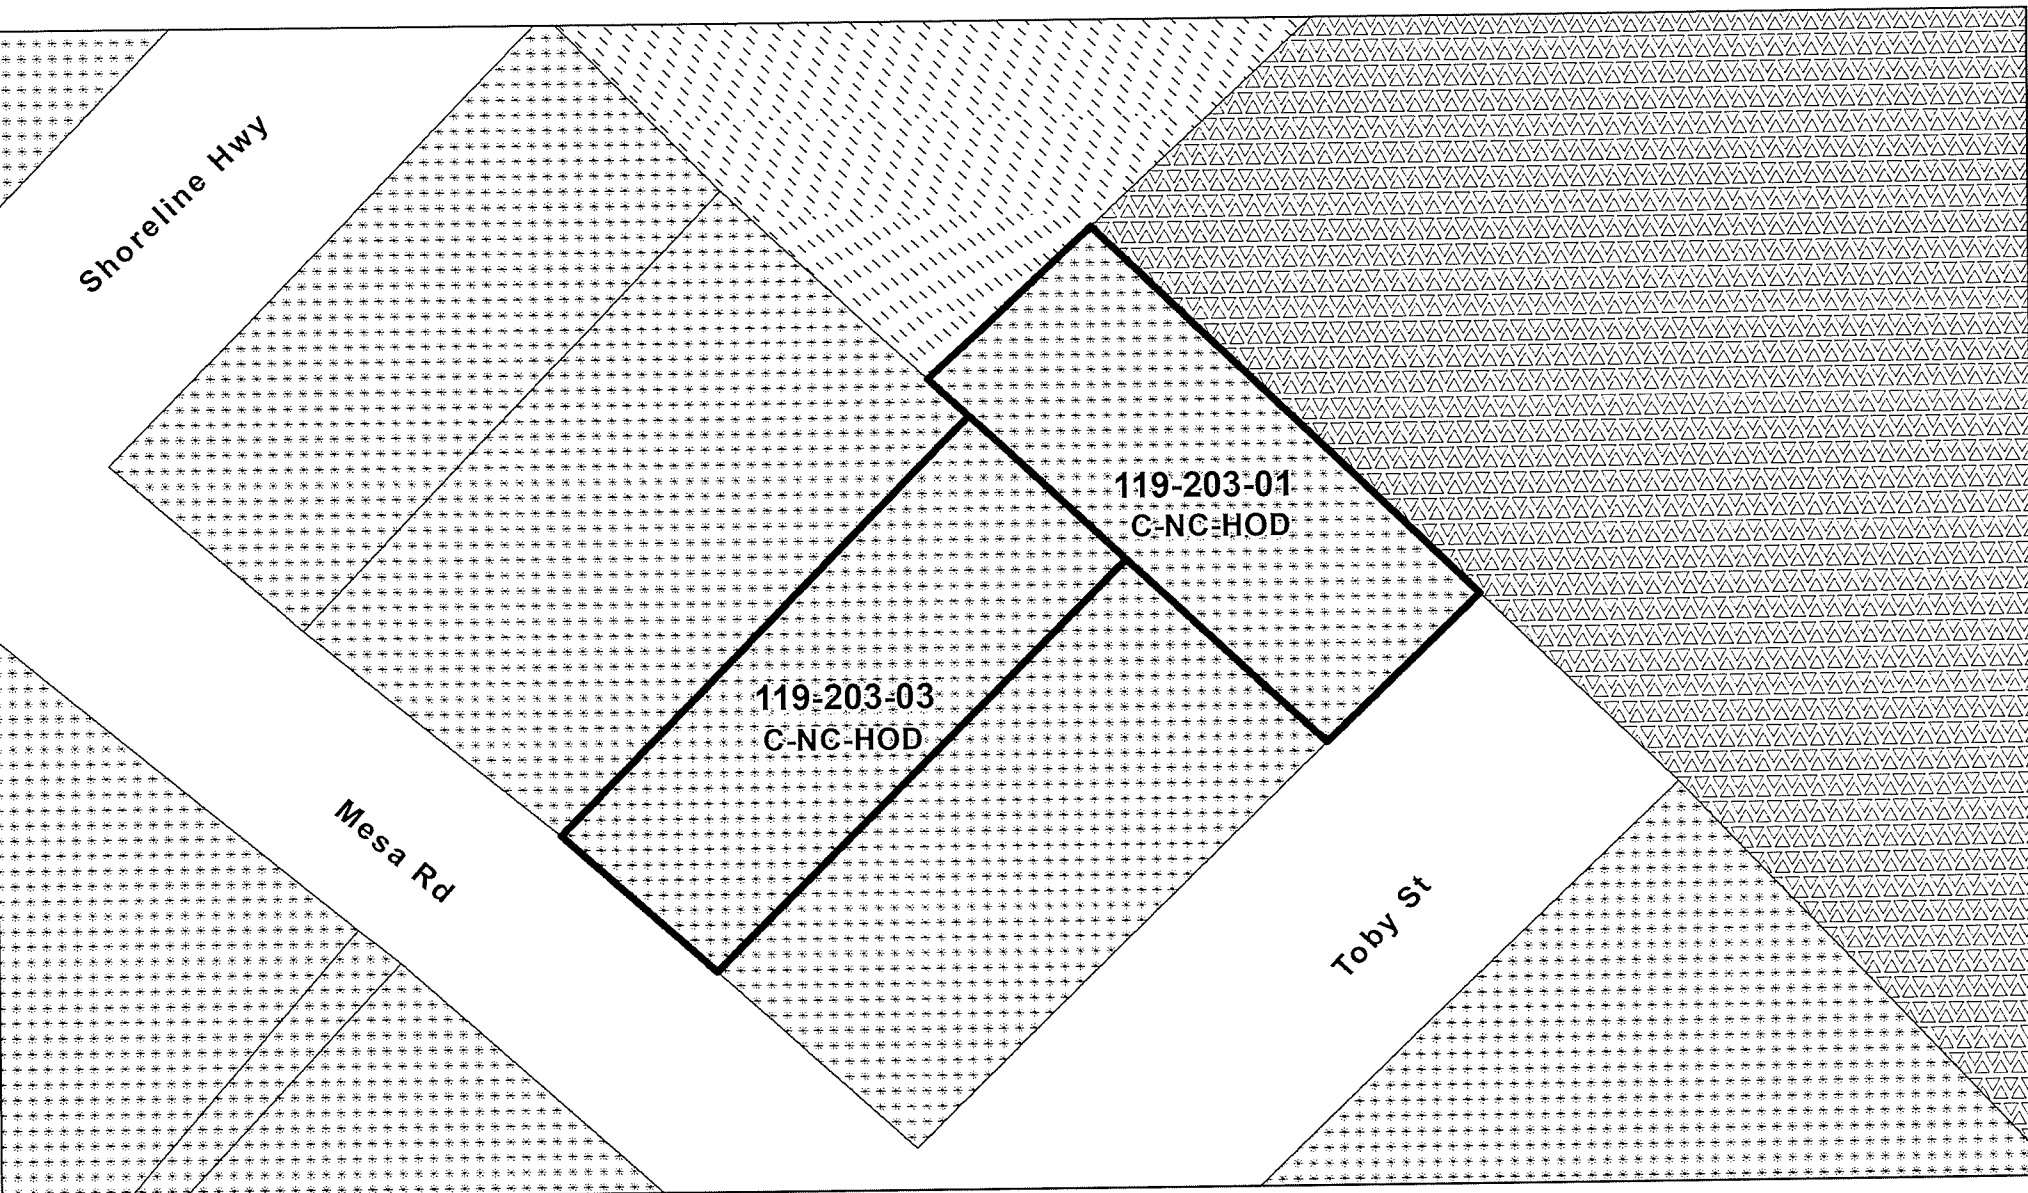 Shoreline Hwy
119-203-01
C-NC-HOD
119-203-03
C-NC-HOD
Mesa Rd
Toby St